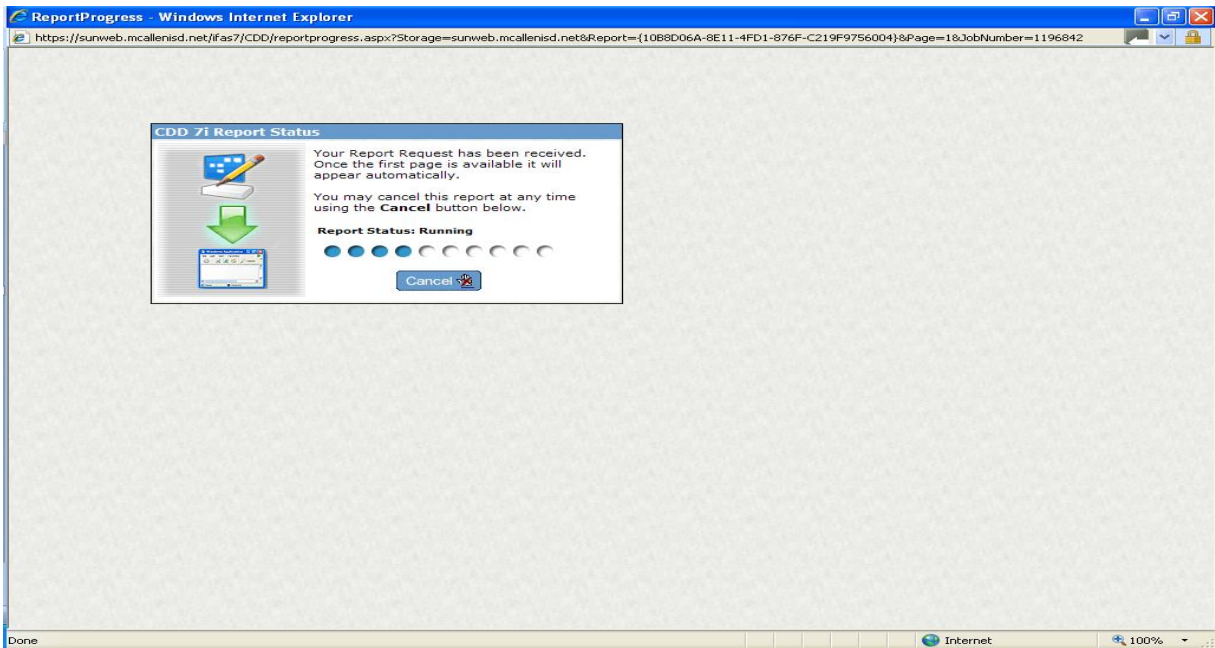 ReportProgress - Windows Internet Explorer
https://sunweb.mcallenisd.net/ifas7/CDD/reportprogress.aspx?Storage=sunweb.mcallenisd.net&Report={10B8D06A-8E11-4FD1-876F-C219F9756004}&Page=1&JobNumber=1196842
CDD 7i Report Status
Your Report Request has been received.
Once the first page is available it will
appear automatically.
You may cancel this report at any time
using the Cancel button below.
Report Status: Running
Cancel
Done
Internet
100%